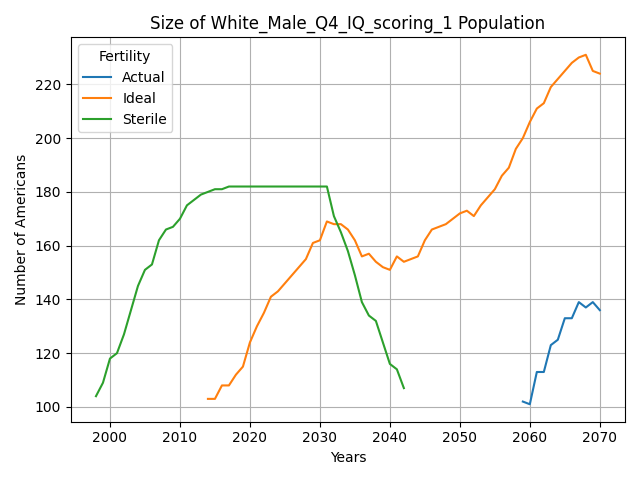 Size of White_Male_Q4_IQ_scoring_1 Population
Fertility
Actual
Ideal
Sterile
Number of Americans
220
200
180
160
140
120
100
2000
2010
2020
2030
2040
2050
2060
2070
Years